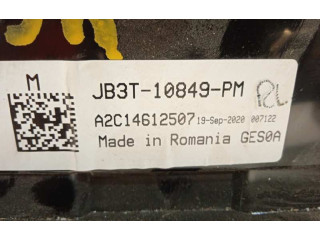 M
JB3T-10849-PM
A2C14612507 19-Sep-2020 007122
Made in Romania GES0A